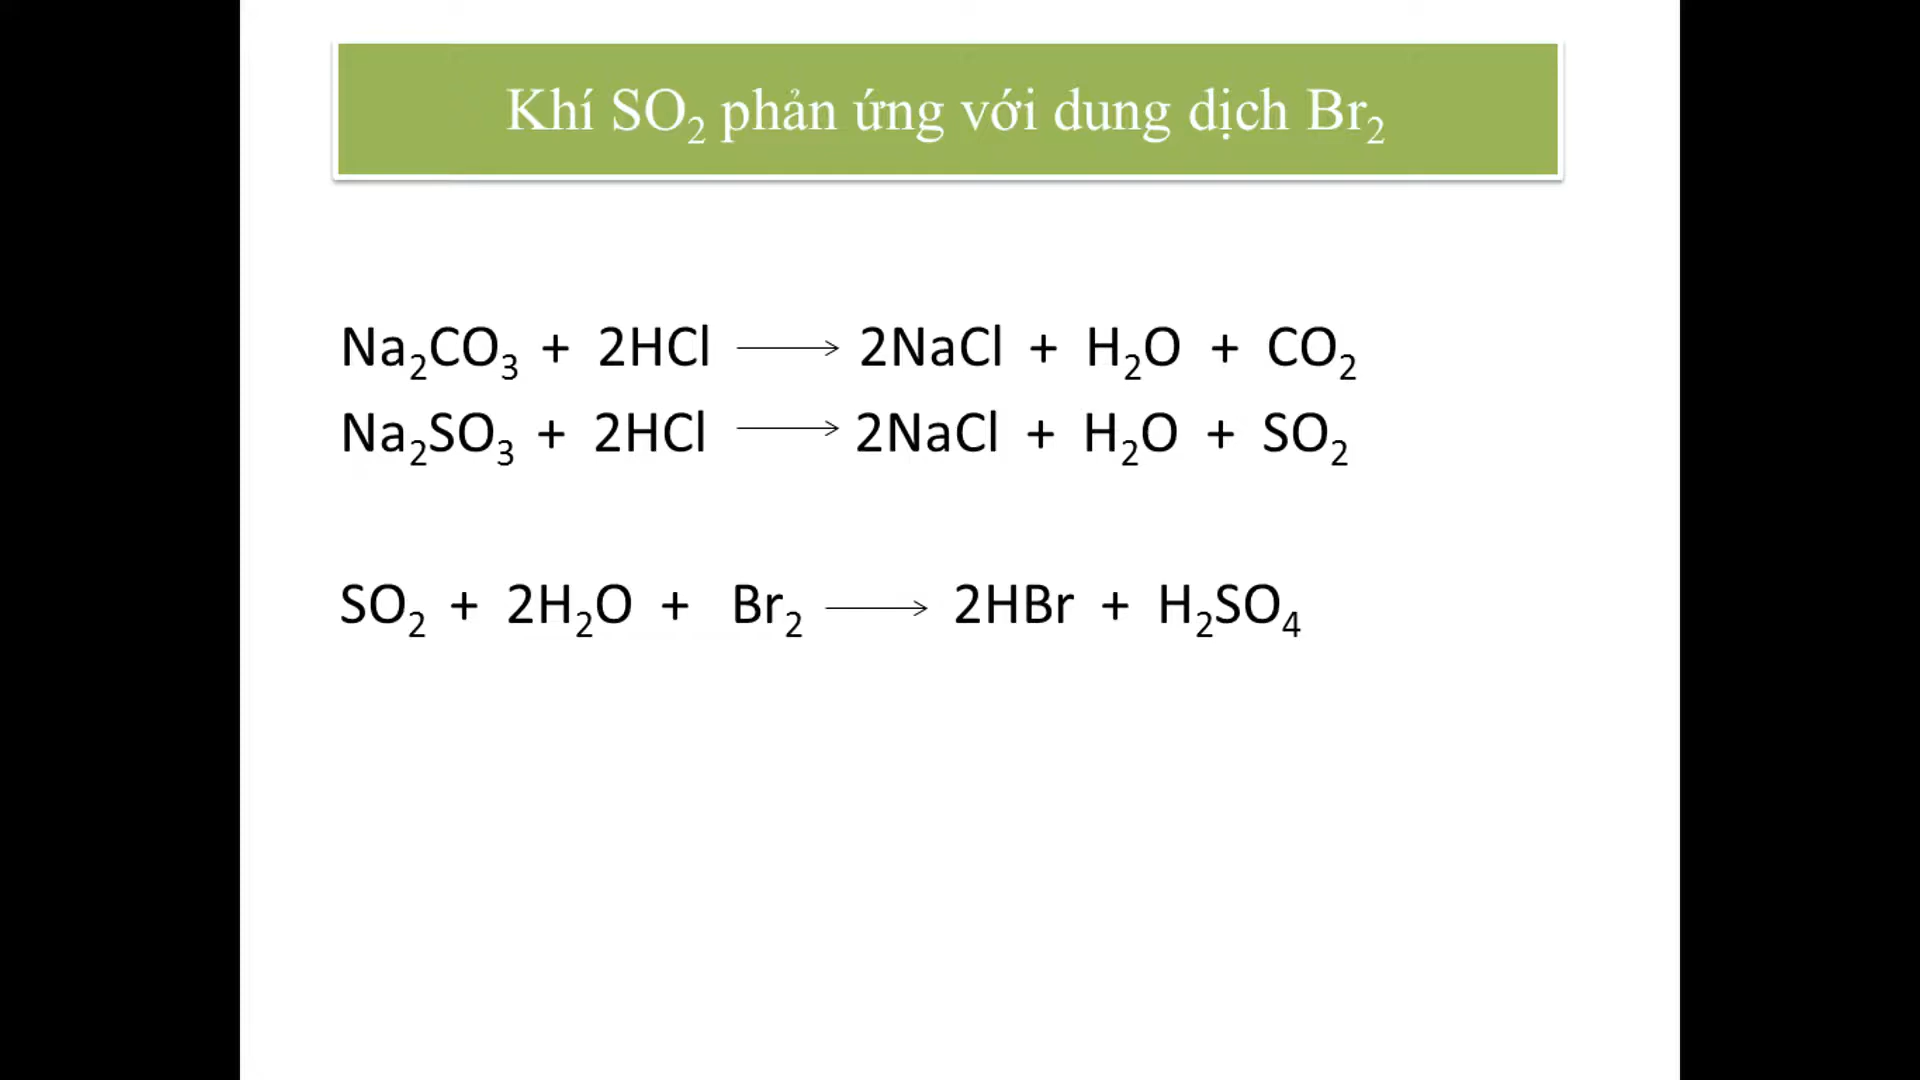 Khí SO₂ phản ứng với dung dịch Br₂
Na₂CO₃ + 2HCl ⟶ 2NaCl + H₂O + CO₂
Na₂SO₃ + 2HCl ⟶ 2NaCl + H₂O + SO₂
SO₂ + 2H₂O + Br₂ ⟶ 2HBr + H₂SO₄